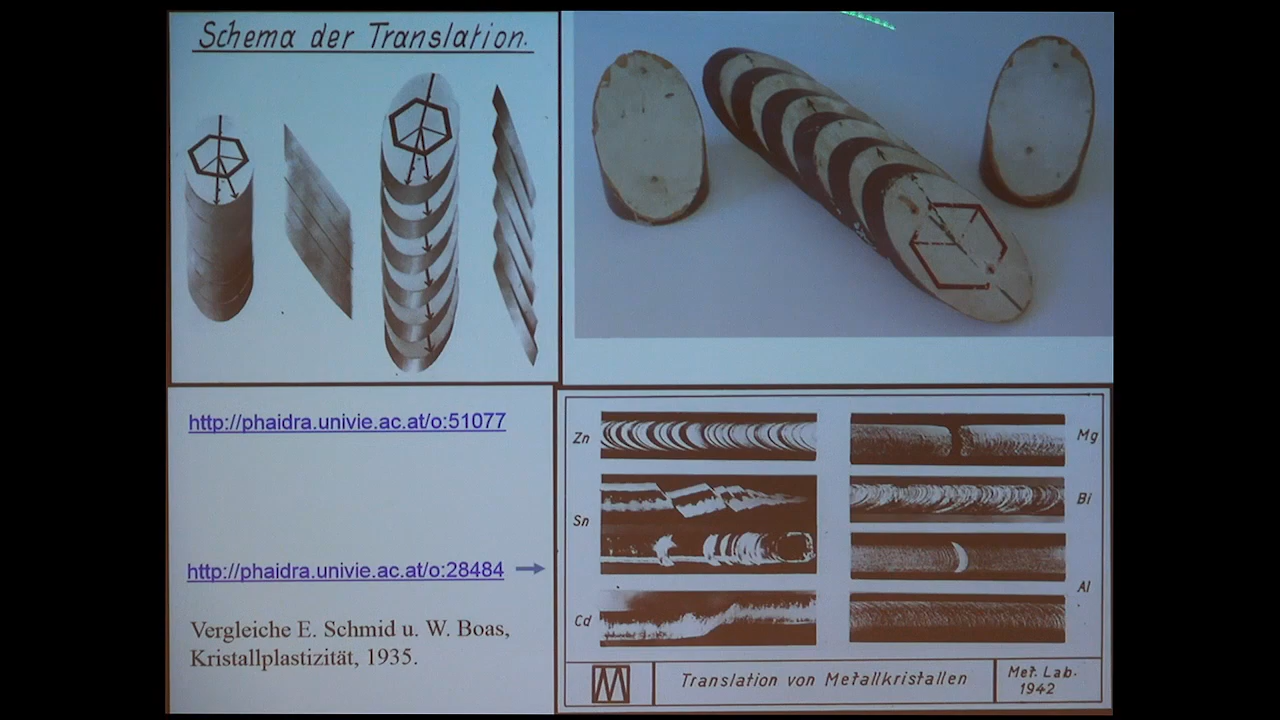 Schema der Translation.
http://phaidra.univie.ac.at/o:51077
http://phaidra.univie.ac.at/o:28484
Vergleiche E. Schmid u. W. Boas,
Kristallplastizität, 1935.
Zn
Sn
Cd
Mg
Bi
Al
Translation von Metallkristallen
Met. Lab.
1942